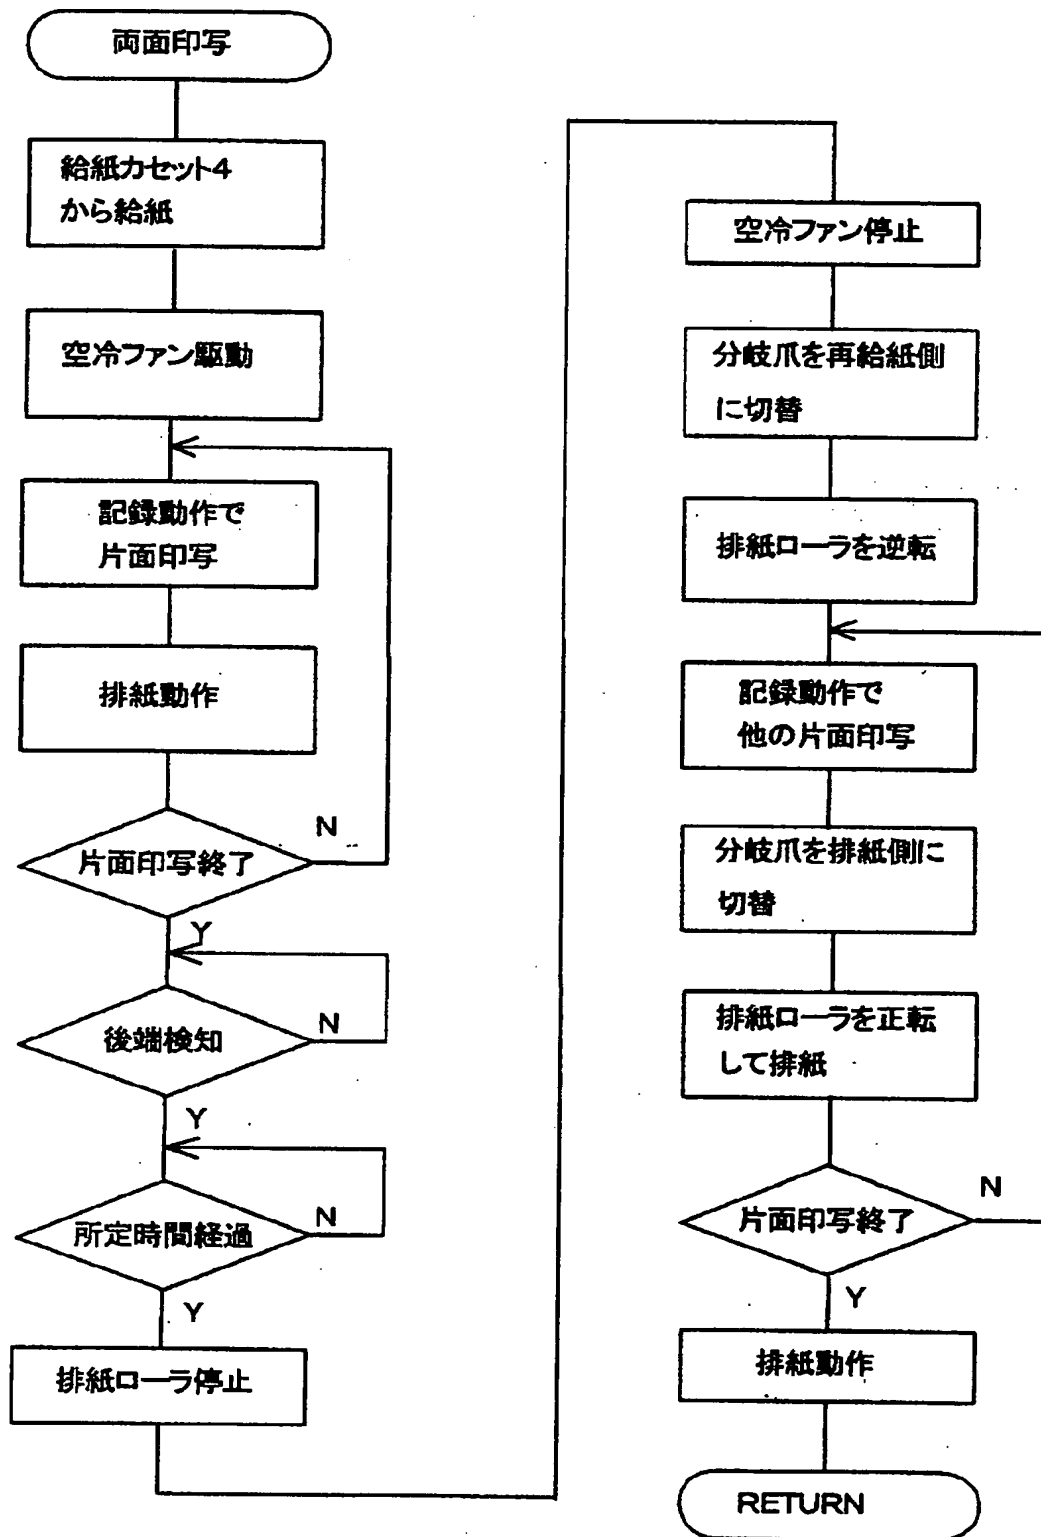 両面印写
給紙カセット4
から給紙
空冷ファン駆動
記録動作で
片面印写
排紙動作
片面印写終了
N
Y
後端検知
N
Y
所定時間経過
N
Y
排紙ローラ停止
空冷ファン停止
分岐爪を再給紙側
に切替
排紙ローラを逆転
記録動作で
他の片面印写
分岐爪を排紙側に
切替
排紙ローラを正転
して排紙
片面印写終了
N
Y
排紙動作
RETURN